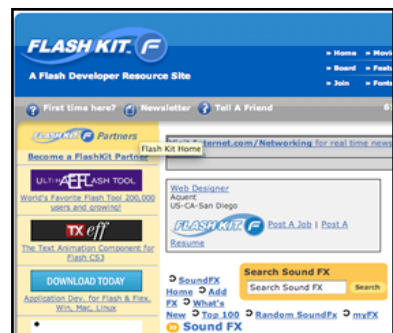 FLASH KIT
A Flash Developer Resource Site
» Home
» Board
» Join
» Fonts
First time here?
Newsletter
Tell A Friend
FLASH KIT Partners
Become a FlashKit Partner
Flash Kit Home
ULTIMATE FLASH TOOL
World's Favorite Flash Tool 200,000
users and growing!
TX eff
The Text Animation Component for
Flash CS3
DOWNLOAD TODAY
Application Dev. for Flash & Flex,
Win, Mac, Linux
Visit Internet.com/Networking for real time news
Web Designer
Aquent
US-CA-San Diego
FLASH KIT Post A Job | Post A
Resume
SoundFX
Home Add
FX What's
New Top 100 Random SoundFx myFX
Search Sound FX
Search Sound FX Search
Sound FX